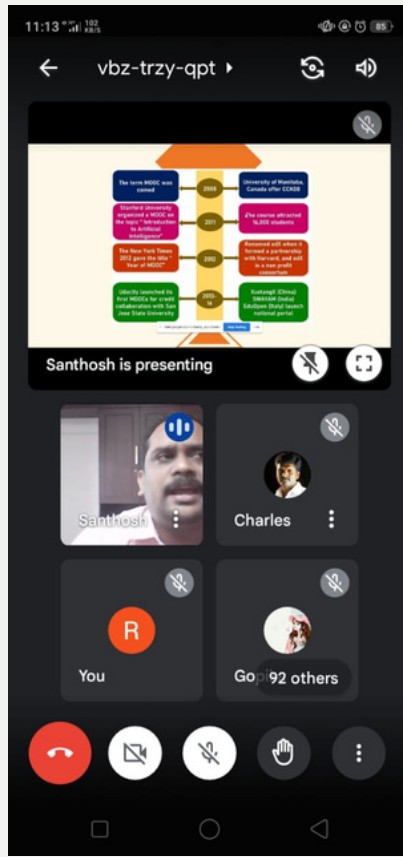 11:13
102
KB/S
85
vbz-trzy-qpt
The term MOOC was
coined
2008
University of Manitoba,
Canada offer CCK08
Stanford University
organized a MOOC on
the topic " Introduction
to Artificial
Intelligence"
2011
The course attracted
16,000 students
The New York Times
2012 gave the title "
Year of MOOC"
2012
Renamed edX when it
formed a partnership
with Harvard, and edX
is a non profit
consortium
Udacity launched its
first MOOCs for credit
collaboration with San
Jose State University
2013-
16
XuetangX (China)
SWAYAM (India)
EduOpen (Italy) launch
national portal
Santhosh is presenting
Santhosh
Charles
R
You
92 others